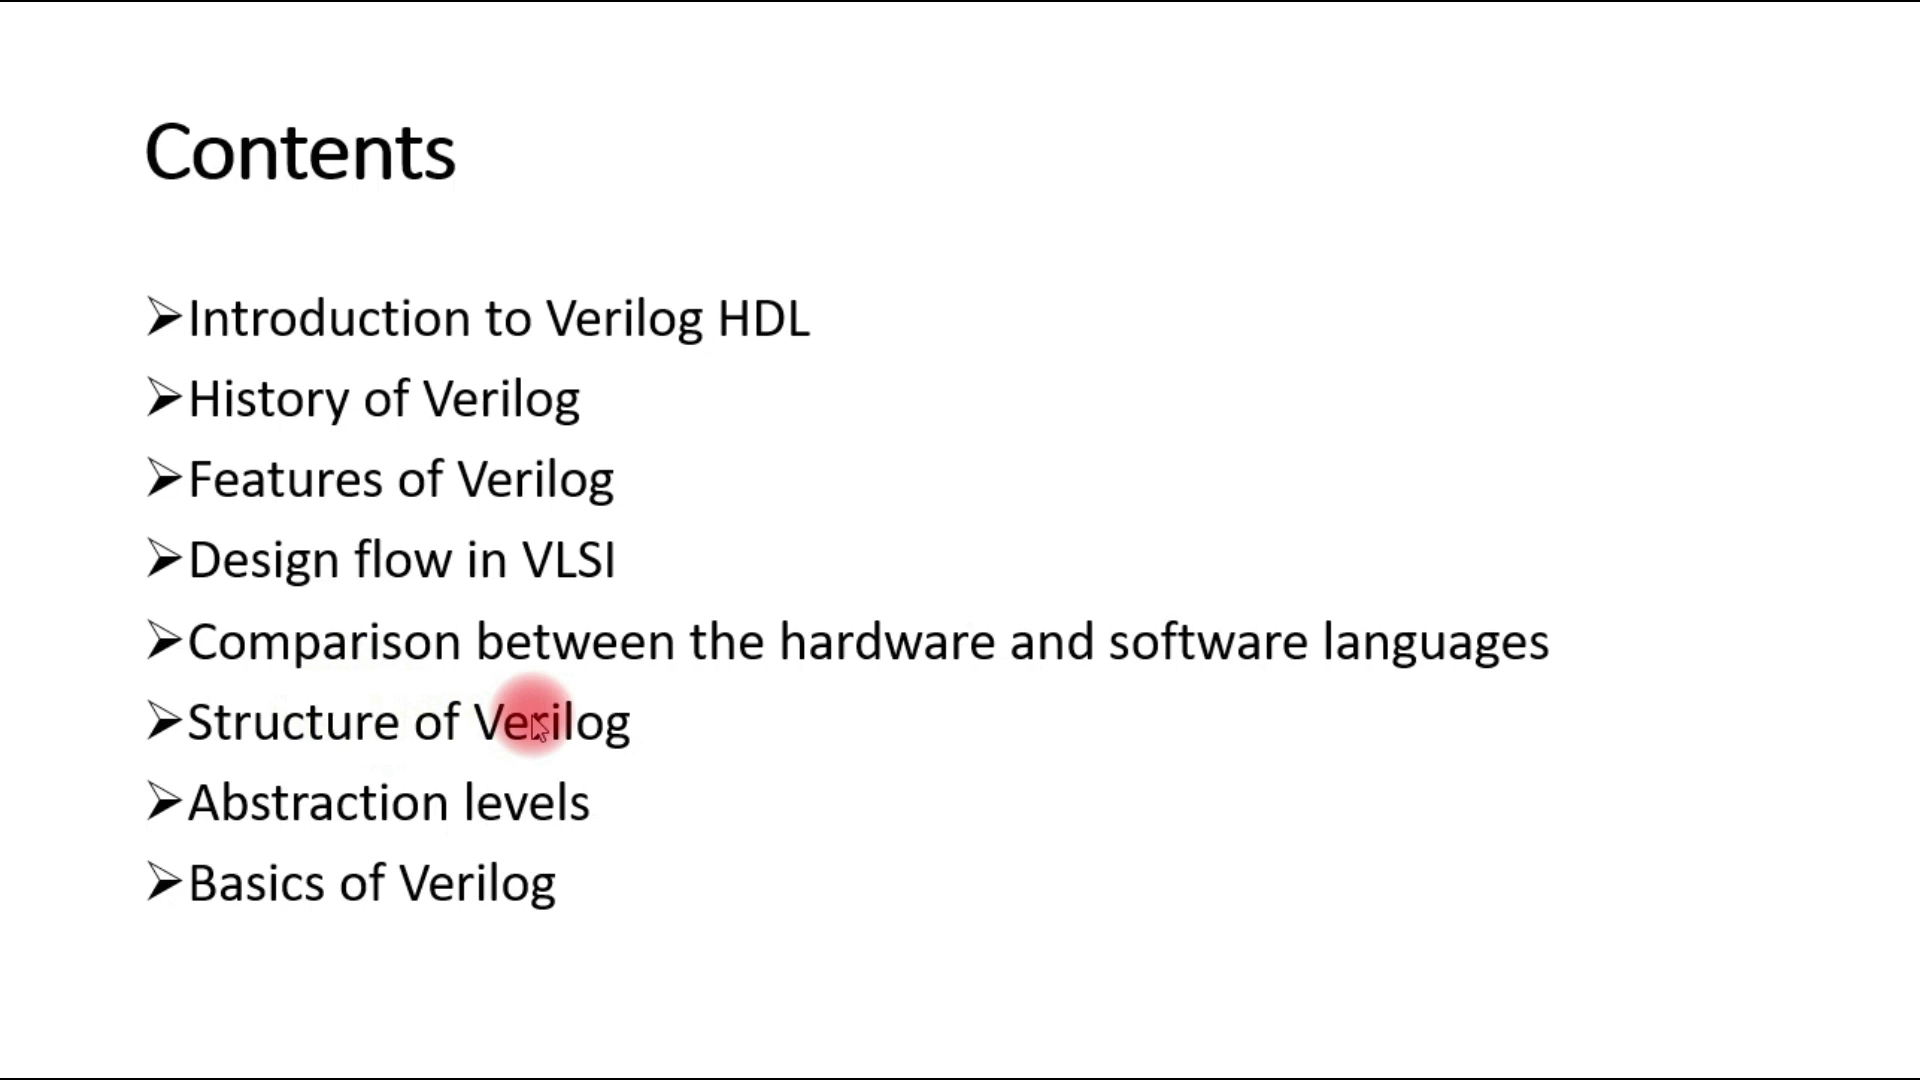 Contents
➢Introduction to Verilog HDL
➢History of Verilog
➢Features of Verilog
➢Design flow in VLSI
➢Comparison between the hardware and software languages
➢Structure of Verilog
➢Abstraction levels
➢Basics of Verilog